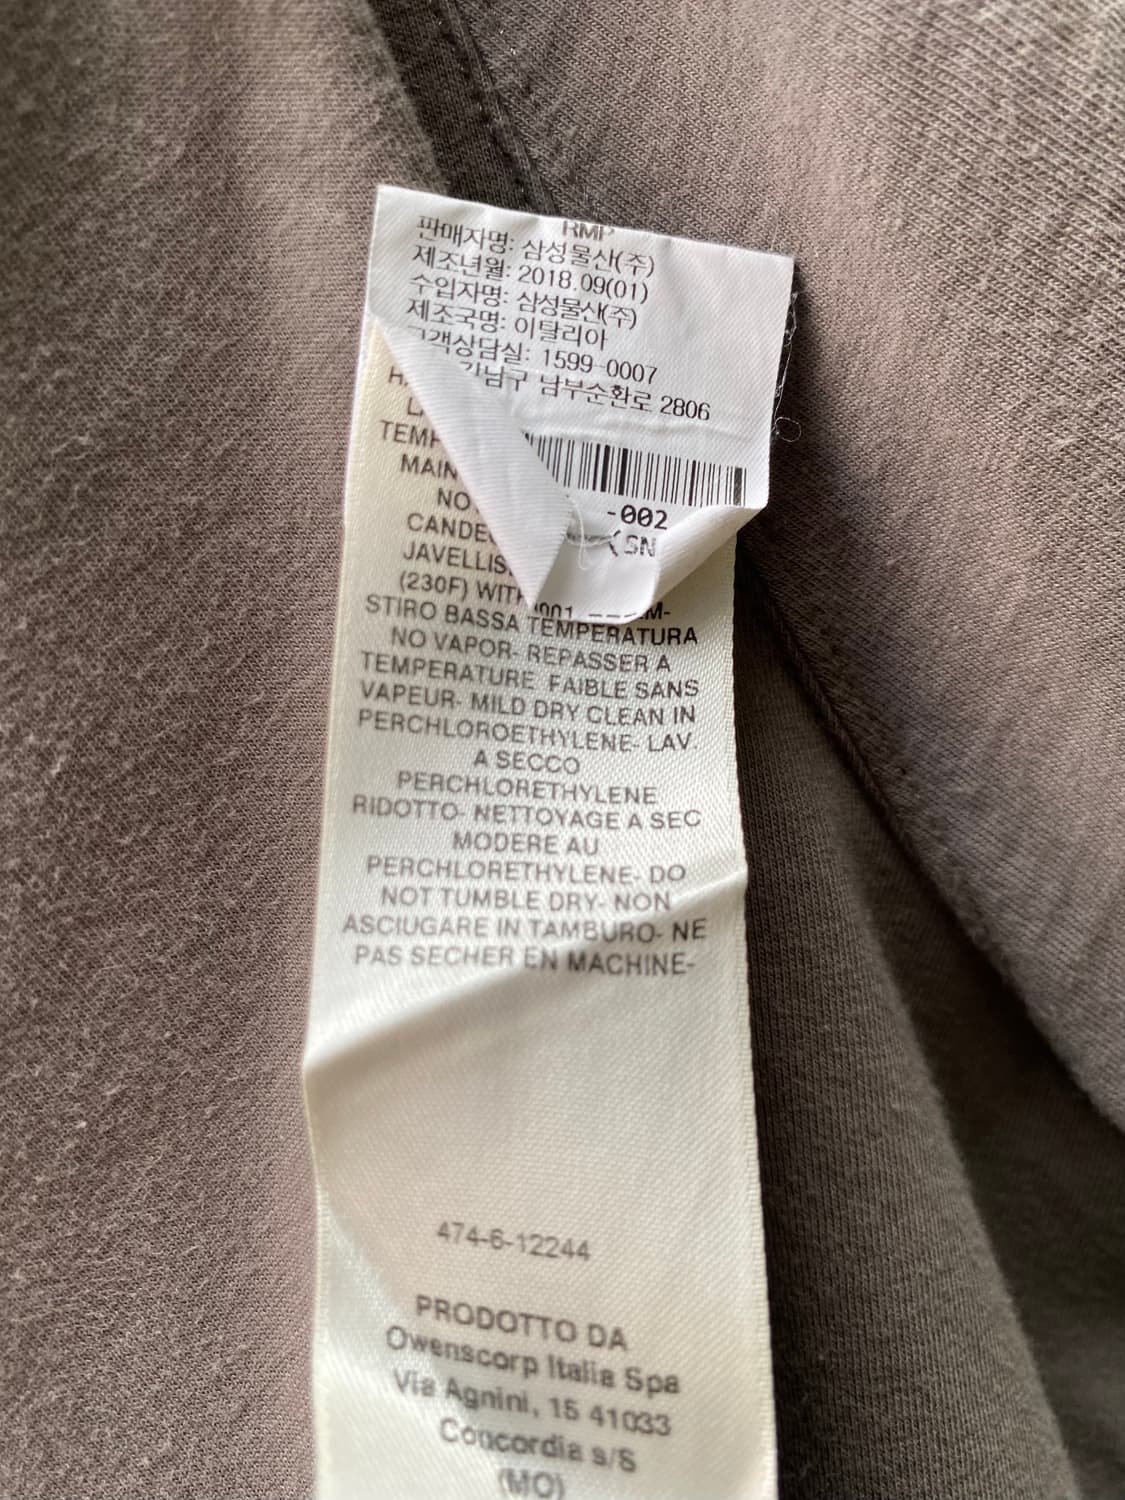 RMP
판매자명: 삼성물산(주)
제조년월: 2018.09(01)
수입자명: 삼성물산(주)
제조국명: 이탈리아
객상담실: 1599-0007
강남구 남부순환로 2806
-002
(SN
TEMP
MAIN
NO
CANDE
JAVELLIS
(230F) WITH
STIRO BASSA TEMPERATURA
NO VAPOR- REPASSER A
TEMPERATURE FAIBLE SANS
VAPEUR- MILD DRY CLEAN IN
PERCHLOROETHYLENE- LAV.
A SECCO
PERCHLORETHYLENE
RIDOTTO- NETTOYAGE A SEC
MODERE AU
PERCHLORETHYLENE- DO
NOT TUMBLE DRY- NON
ASCIUGARE IN TAMBURO- NE
PAS SECHER EN MACHINE-
474-6-12244
PRODOTTO DA
Owenscorp Italia Spa
Via Agnini, 15 41033
Concordia s/S
(MO)